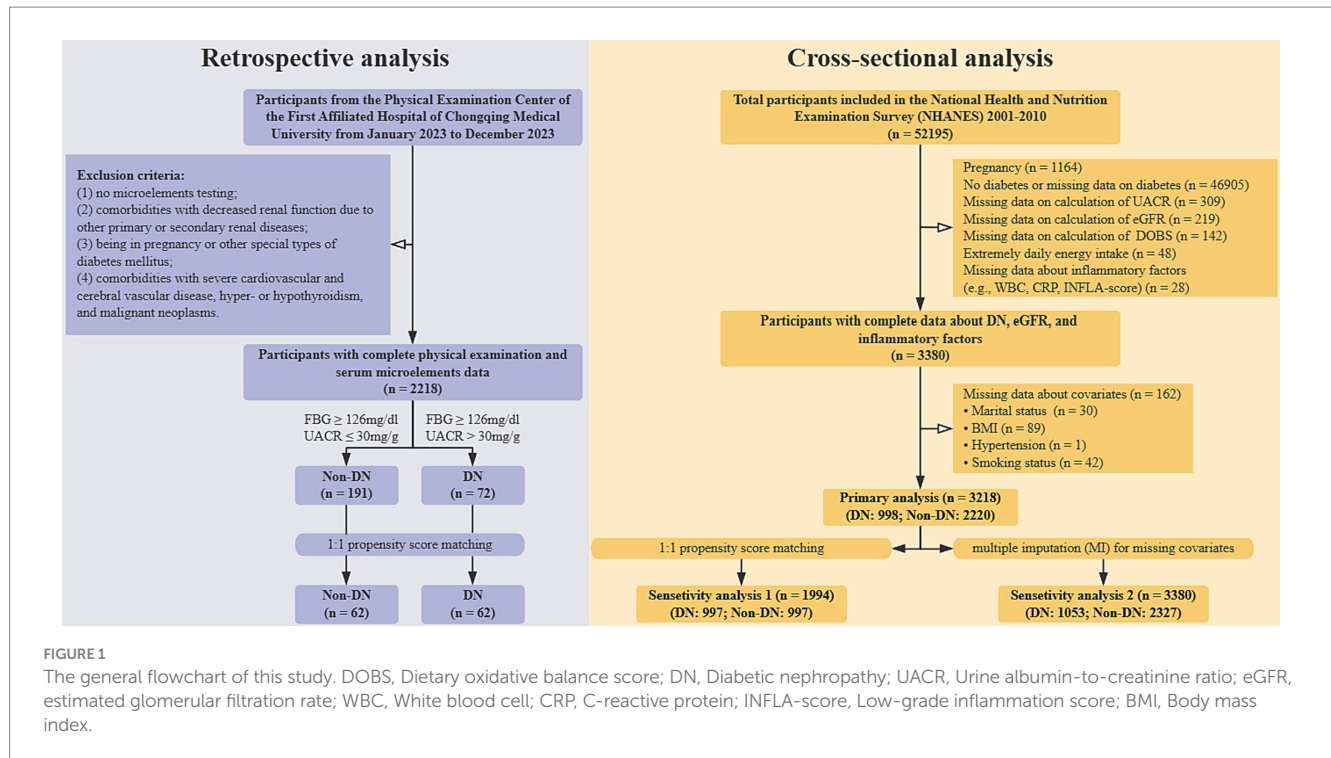 Retrospective analysis
Participants from the Physical Examination Center of
the First Affiliated Hospital of Chongqing Medical
University from January 2023 to December 2023
Exclusion criteria:
(1) no microelements testing;
(2) comorbidities with decreased renal function due to
other primary or secondary renal diseases;
(3) being in pregnancy or other special types of
diabetes mellitus;
(4) comorbidities with severe cardiovascular and
cerebral vascular disease, hyper- or hypothyroidism,
and malignant neoplasms.
Participants with complete physical examination and
serum microelements data
(n = 2218)
FBG ≥ 126mg/dl
UACR ≤ 30mg/g
FBG ≥ 126mg/dl
UACR > 30mg/g
Non-DN
(n = 191)
DN
(n = 72)
1:1 propensity score matching
Non-DN
(n = 62)
DN
(n = 62)
Cross-sectional analysis
Total participants included in the National Health and Nutrition
Examination Survey (NHANES) 2001-2010
(n = 52195)
Pregnancy (n = 1164)
No diabetes or missing data on diabetes (n = 46905)
Missing data on calculation of UACR (n = 309)
Missing data on calculation of eGFR (n = 219)
Missing data on calculation of DOBS (n = 142)
Extremely daily energy intake (n = 48)
Missing data about inflammatory factors
(e.g., WBC, CRP, INFLA-score) (n = 28)
Participants with complete data about DN, eGFR, and
inflammatory factors
(n = 3380)
Missing data about covariates (n = 162)
• Marital status (n = 30)
• BMI (n = 89)
• Hypertension (n = 1)
• Smoking status (n = 42)
Primary analysis (n = 3218)
(DN: 998; Non-DN: 2220)
1:1 propensity score matching
multiple imputation (MI) for missing covariates
Sensetivity analysis 1 (n = 1994)
(DN: 997; Non-DN: 997)
Sensetivity analysis 2 (n = 3380)
(DN: 1053; Non-DN: 2327)
FIGURE 1
The general flowchart of this study. DOBS, Dietary oxidative balance score; DN, Diabetic nephropathy; UACR, Urine albumin-to-creatinine ratio; eGFR,
estimated glomerular filtration rate; WBC, White blood cell; CRP, C-reactive protein; INFLA-score, Low-grade inflammation score; BMI, Body mass
index.